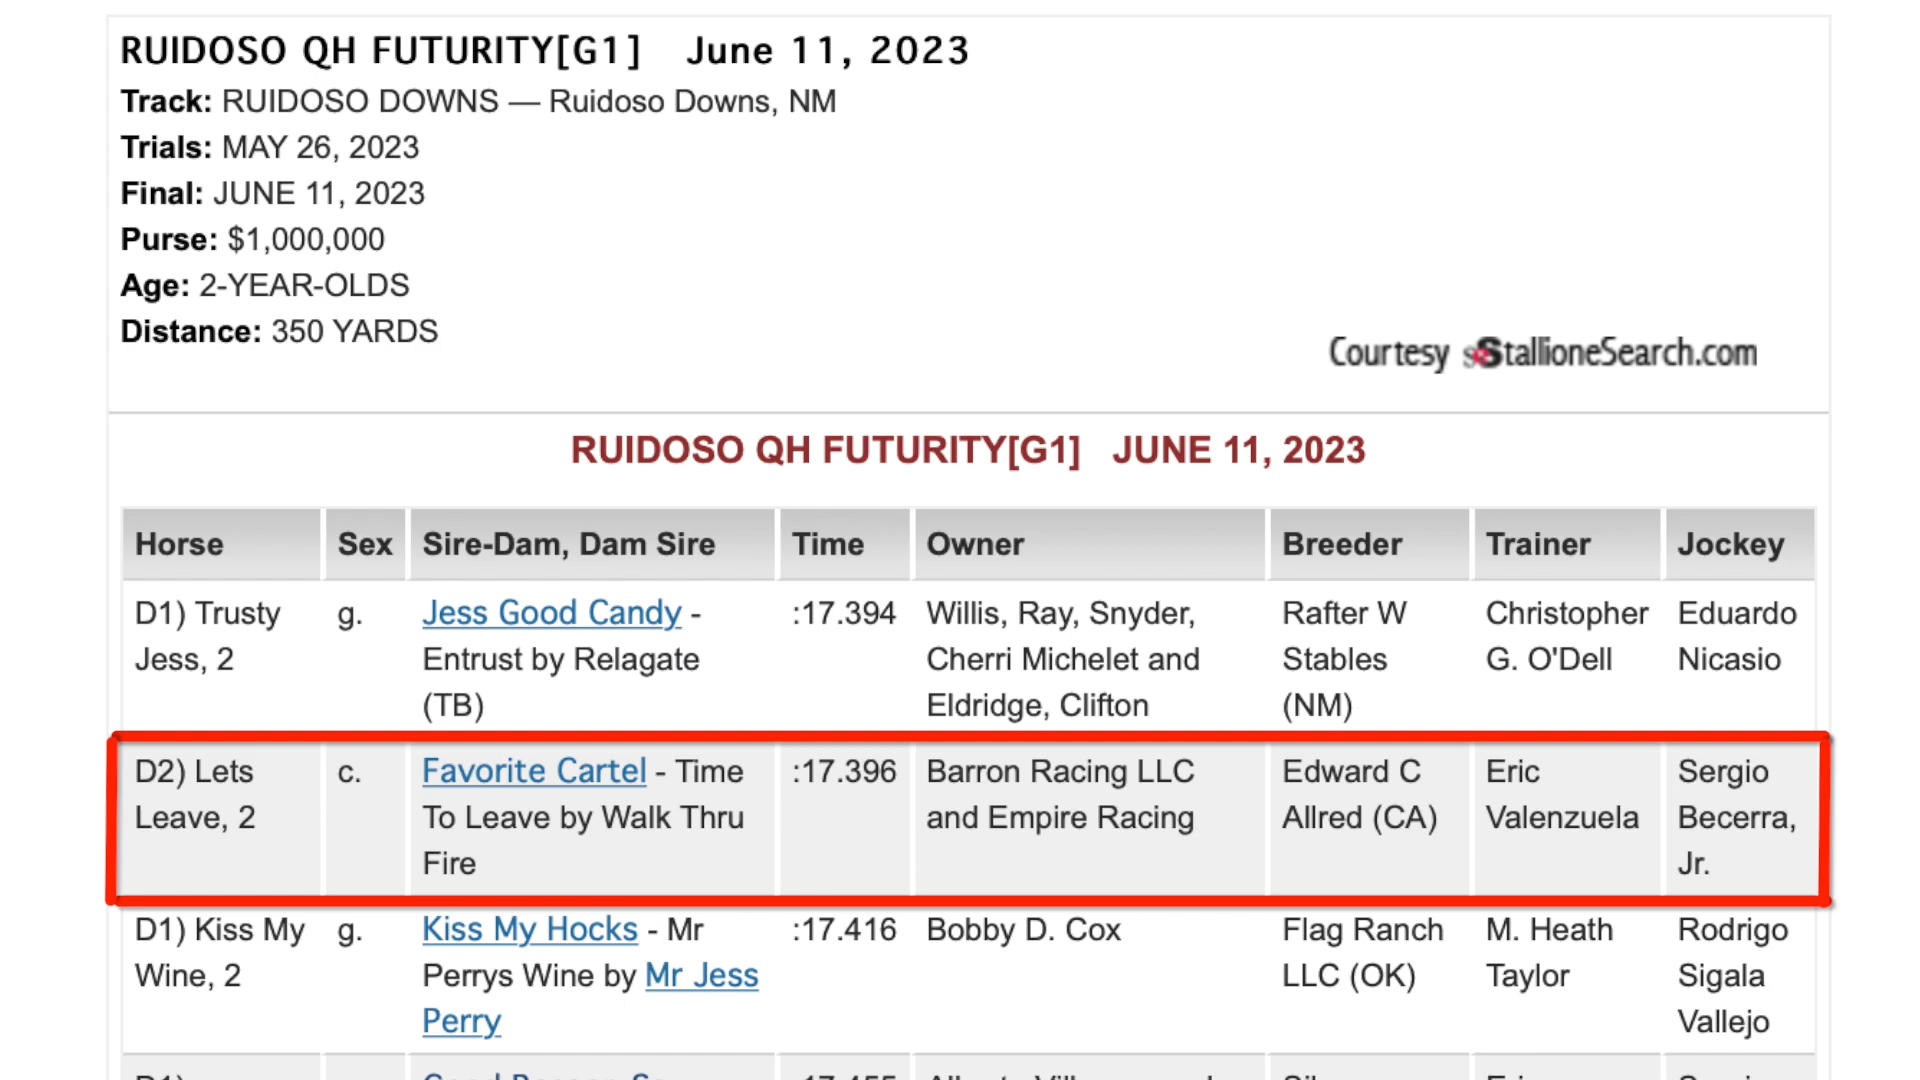 RUIDOSO QH FUTURITY[G1] June 11, 2023
Track: RUIDOSO DOWNS — Ruidoso Downs, NM
Trials: MAY 26, 2023
Final: JUNE 11, 2023
Purse: $1,000,000
Age: 2-YEAR-OLDS
Distance: 350 YARDS
Courtesy StallioneSearch.com
RUIDOSO QH FUTURITY[G1] JUNE 11, 2023
Horse Sex Sire-Dam, Dam Sire Time Owner Breeder Trainer Jockey
D1) Trusty g. Jess Good Candy - :17.394 Willis, Ray, Snyder, Rafter W Christopher Eduardo
Jess, 2 Entrust by Relagate Cherri Michelet and Stables G. O'Dell Nicasio
(TB) Eldridge, Clifton (NM)
D2) Lets c. Favorite Cartel - Time :17.396 Barron Racing LLC Edward C Eric Sergio
Leave, 2 To Leave by Walk Thru and Empire Racing Allred (CA) Valenzuela Becerra,
Fire Jr.
D1) Kiss My g. Kiss My Hocks - Mr :17.416 Bobby D. Cox Flag Ranch M. Heath Rodrigo
Wine, 2 Perrys Wine by Mr Jess LLC (OK) Taylor Sigala
Perry Vallejo